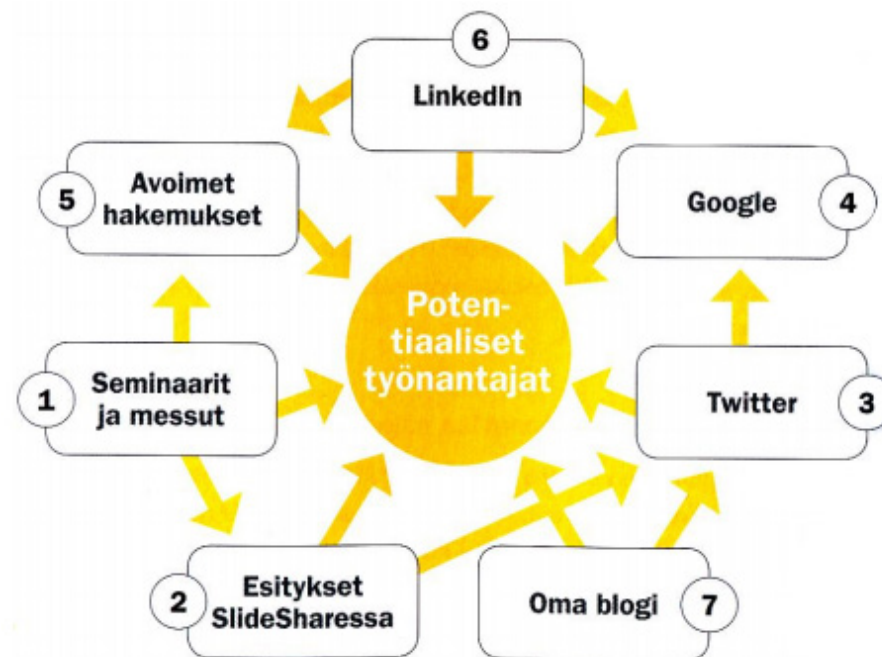 6
LinkedIn
5
Avoimet
hakemukset
Google
4
Poten-
tiaaliset
työnantajat
1
Seminaarit
ja messut
Twitter
3
2
Esitykset
SlideSharessa
Oma blogi
7